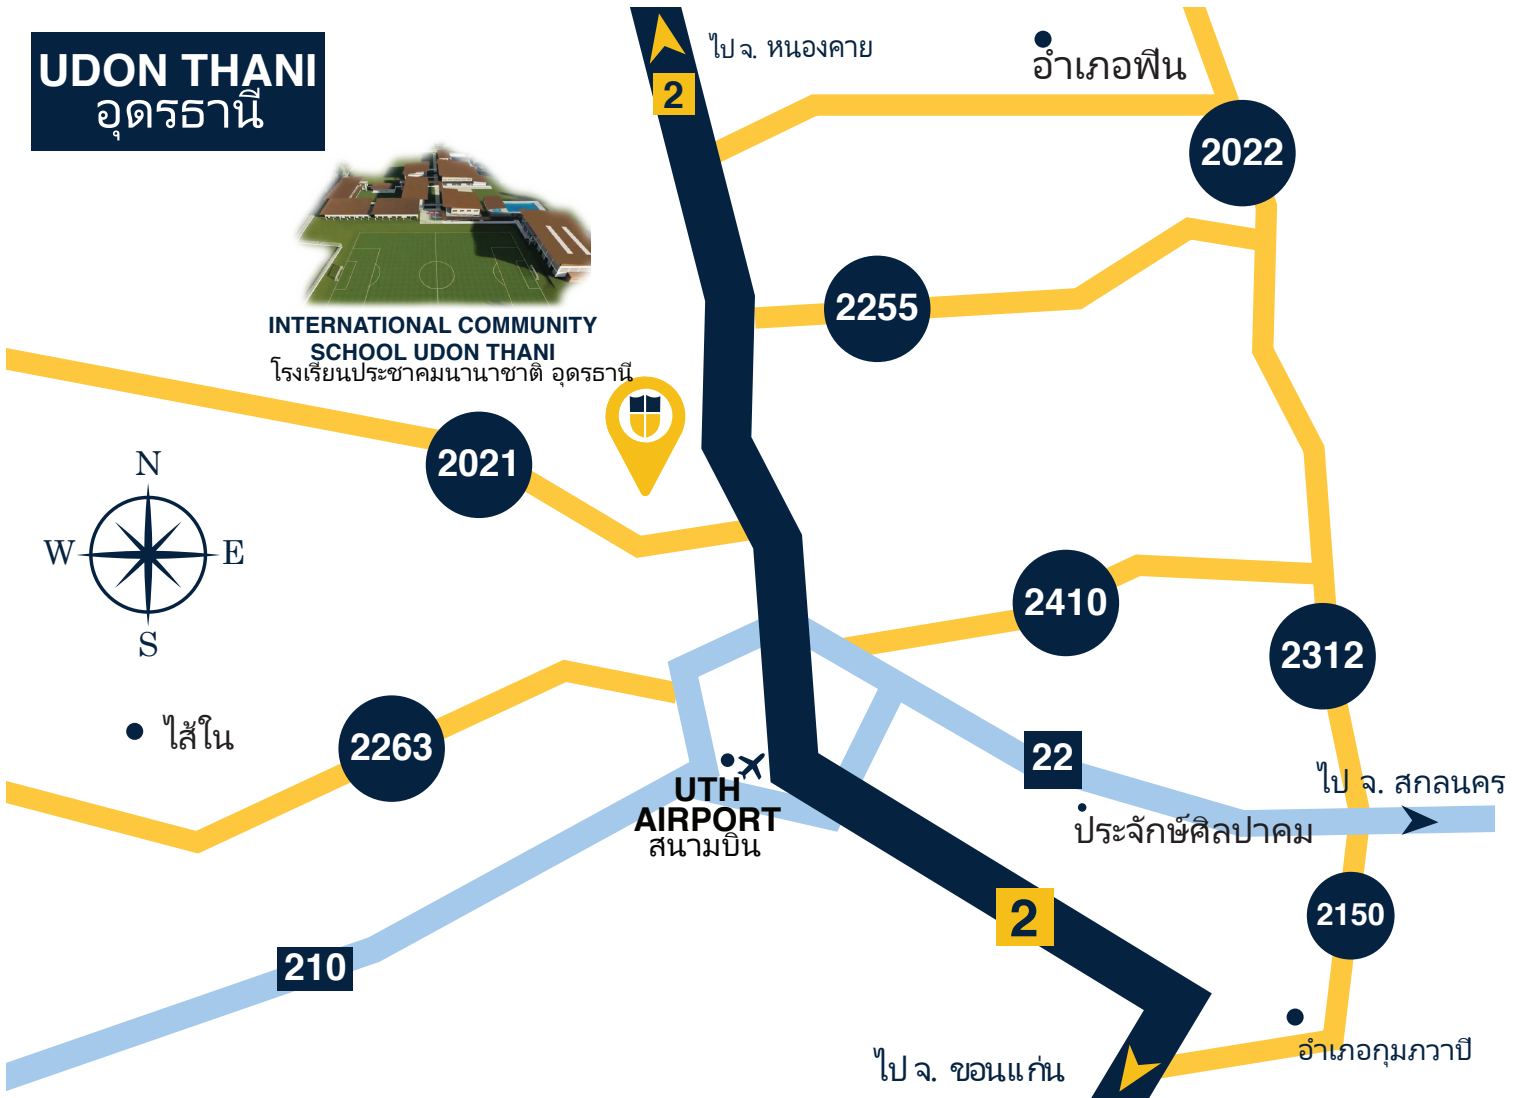 UDON THANI
อุดรธานี
ไป จ. หนองคาย
2
อำเภอฟีน
2022
INTERNATIONAL COMMUNITY
SCHOOL UDON THANI
โรงเรียนประชาคมนานาชาติ อุดรธานี
2255
2021
N
W
E
S
2410
2312
ไส้ใน
2263
22
ไป จ. สกลนคร
UTH
AIRPORT
สนามบิน
ประจักษ์ศิลปาคม
2
2150
210
อำเภอกุมภวาปี
ไป จ. ขอนแก่น